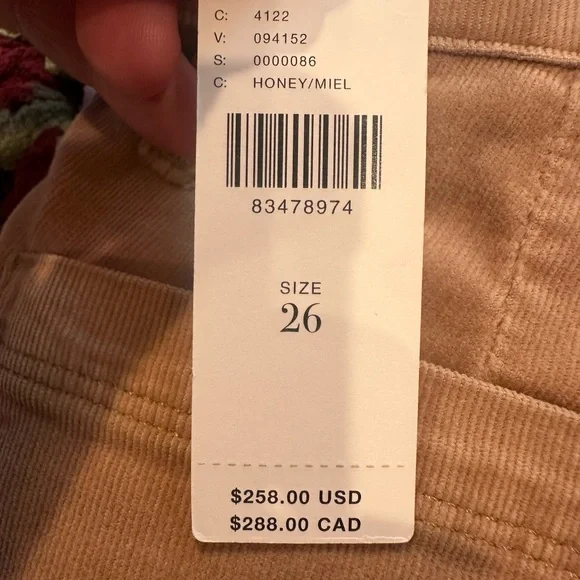 C: 4122
V: 094152
S: 0000086
C: HONEY/MIEL
83478974
SIZE
26
$258.00 USD
$288.00 CAD